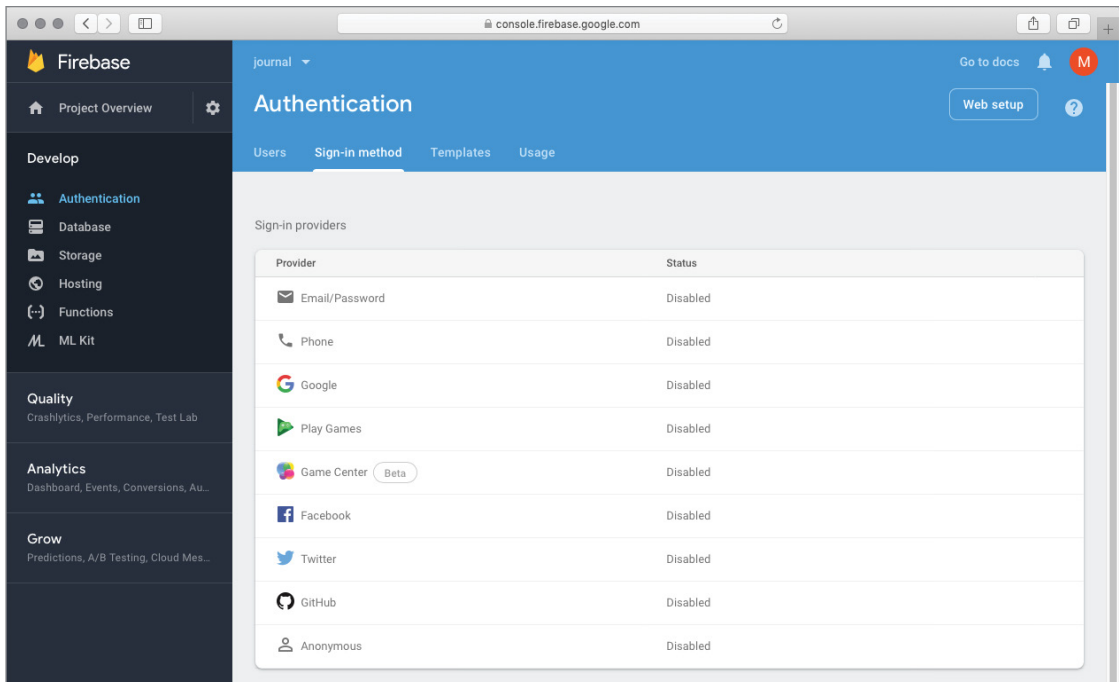 console.firebase.google.com
Firebase
Project Overview
Develop
Authentication
Database
Storage
Hosting
Functions
ML Kit
Quality
Crashlytics, Performance, Test Lab
Analytics
Dashboard, Events, Conversions, Au...
Grow
Predictions, A/B Testing, Cloud Mes...
journal
Go to docs
M
Authentication
Web setup
?
Users Sign-in method Templates Usage
Sign-in providers
Provider Status
Email/Password Disabled
Phone Disabled
Google Disabled
Play Games Disabled
Game Center Beta Disabled
Facebook Disabled
Twitter Disabled
GitHub Disabled
Anonymous Disabled